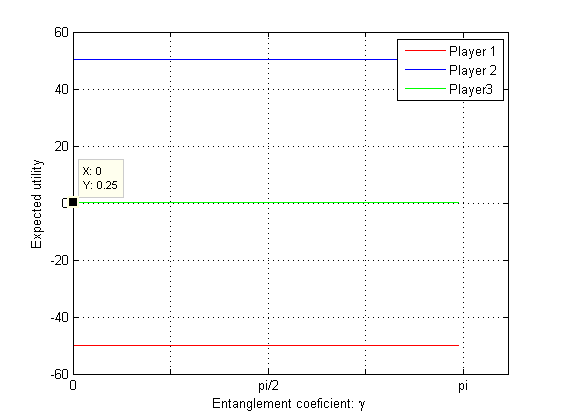 60
40
20
0
-20
-40
-60
Expected utility
Player 1
Player 2
Player3
X: 0
Y: 0.25
0
pi/2
pi
Entanglement coeficient: γ